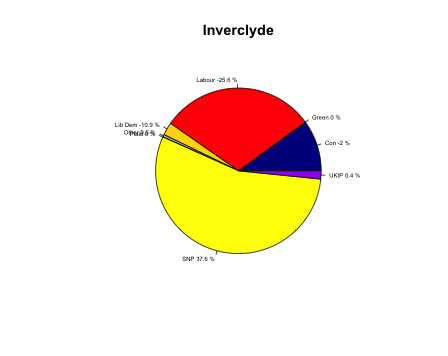 Inverclyde
Labour -25.6 %
Green 0 %
Lib Dem -10.9 %
Con -2 %
UKIP 0.4 %
SNP 37.6 %